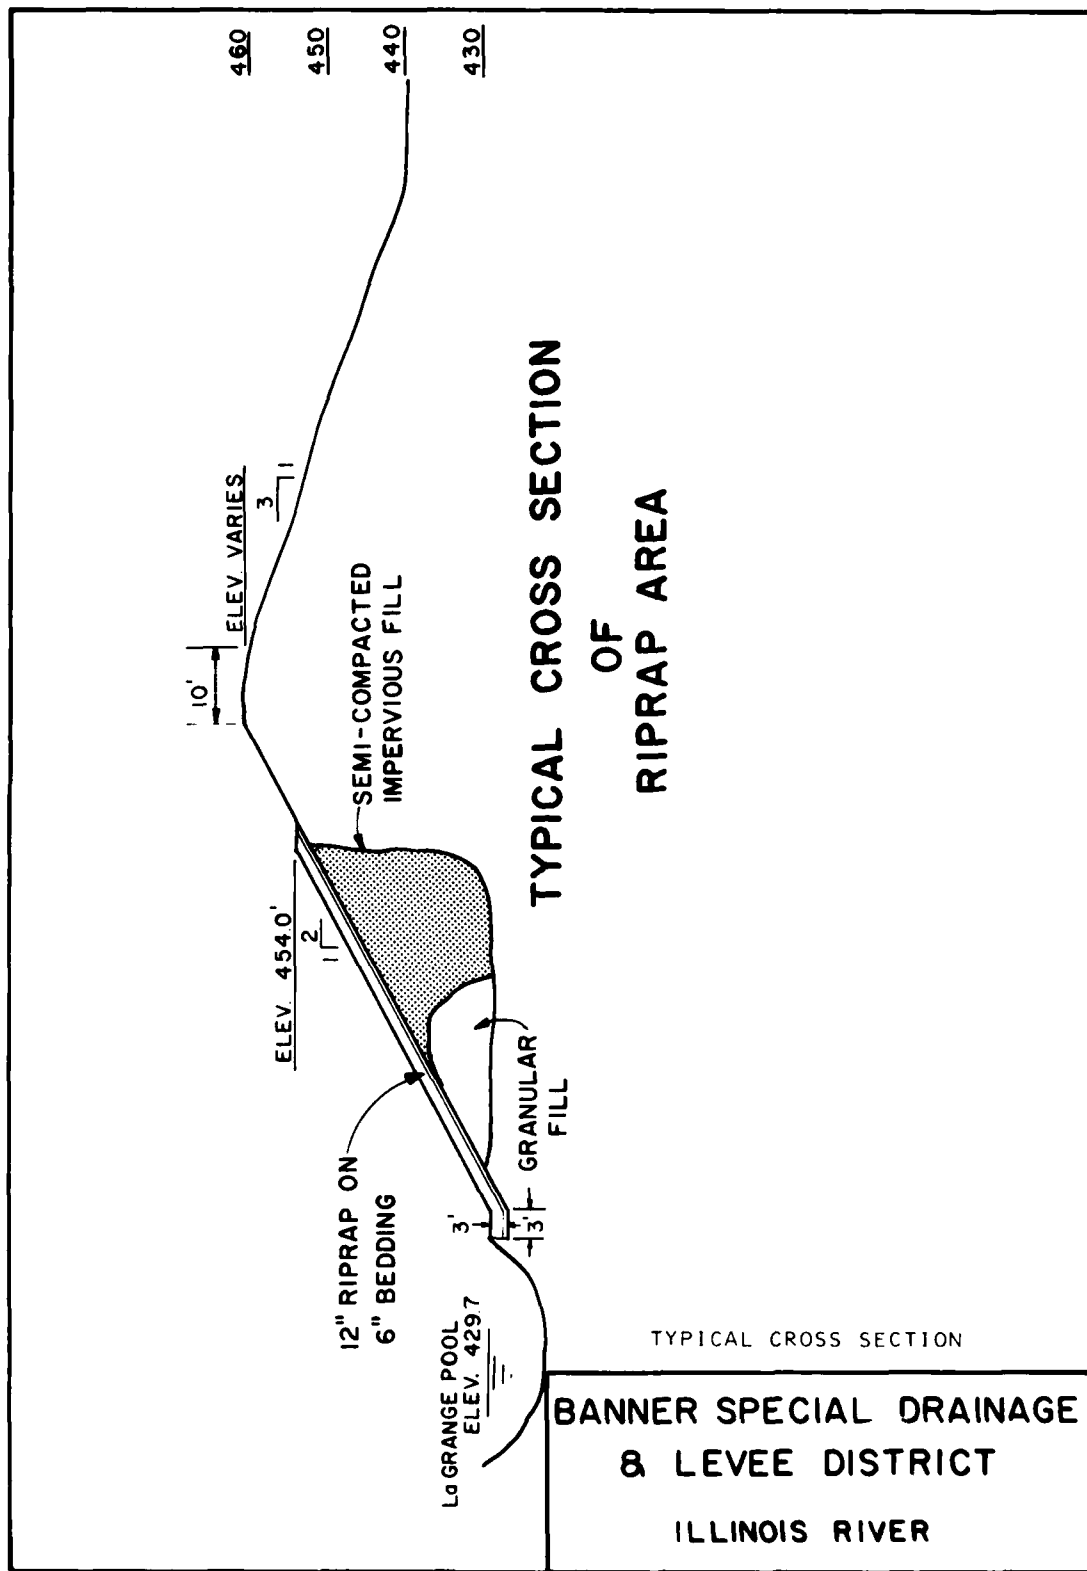 460
450
440
430
ELEV. VARIES
10'
3
1
SEMI-COMPACTED
IMPERVIOUS FILL
ELEV. 454.0'
2
1
12" RIPRAP ON
6" BEDDING
GRANULAR
FILL
3'
3'
La GRANGE POOL
ELEV. 429.7
TYPICAL CROSS SECTION
OF
RIPRAP AREA
TYPICAL CROSS SECTION
BANNER SPECIAL DRAINAGE
& LEVEE DISTRICT
ILLINOIS RIVER